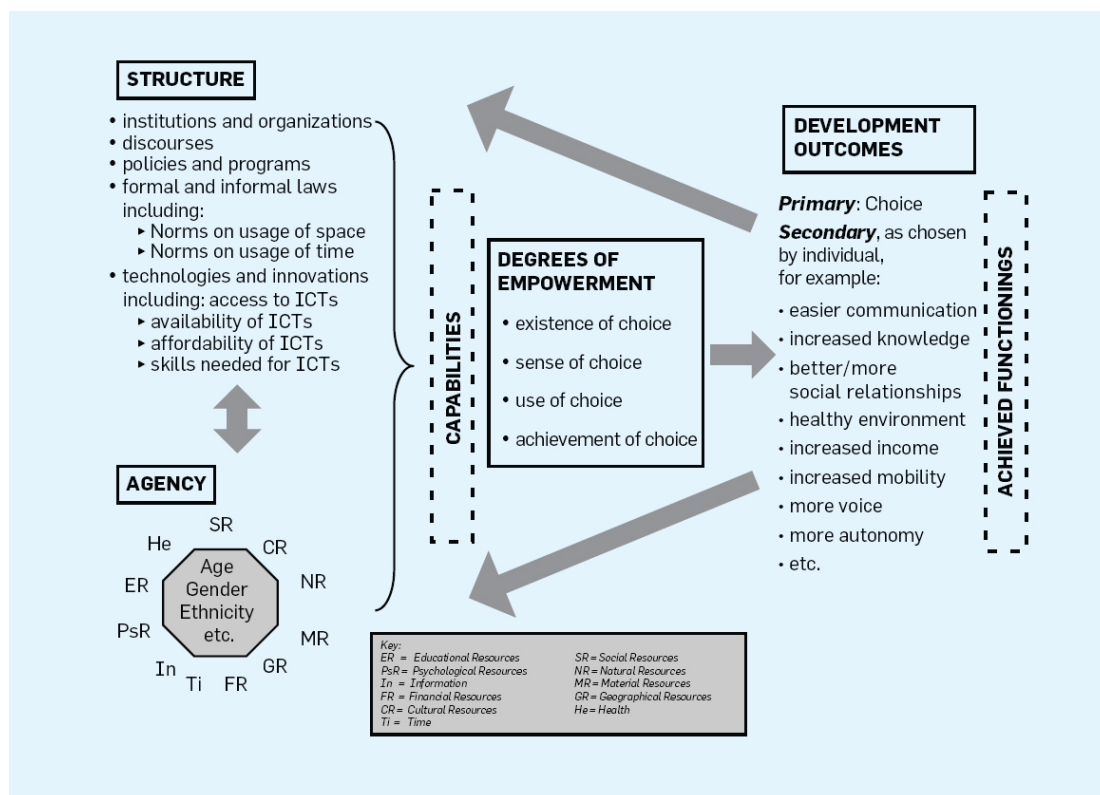 STRUCTURE
• institutions and organizations
• discourses
• policies and programs
• formal and informal laws
including:
▸ Norms on usage of space
▸ Norms on usage of time
• technologies and innovations
including: access to ICTs
▸ availability of ICTs
▸ affordability of ICTs
▸ skills needed for ICTs
AGENCY
SR
He
CR
ER
NR
PsR
MR
In
GR
Ti
FR
Age
Gender
Ethnicity
etc.
CAPABILITIES
DEGREES OF
EMPOWERMENT
• existence of choice
• sense of choice
• use of choice
• achievement of choice
DEVELOPMENT
OUTCOMES
Primary: Choice
Secondary, as chosen
by individual,
for example:
• easier communication
• increased knowledge
• better/more
social relationships
• healthy environment
• increased income
• increased mobility
• more voice
• more autonomy
• etc.
ACHIEVED FUNCTIONINGS
Key:
ER = Educational Resources
PsR = Psychological Resources
In = Information
FR = Financial Resources
CR = Cultural Resources
Ti = Time
SR = Social Resources
NR = Natural Resources
MR = Material Resources
GR = Geographical Resources
He = Health